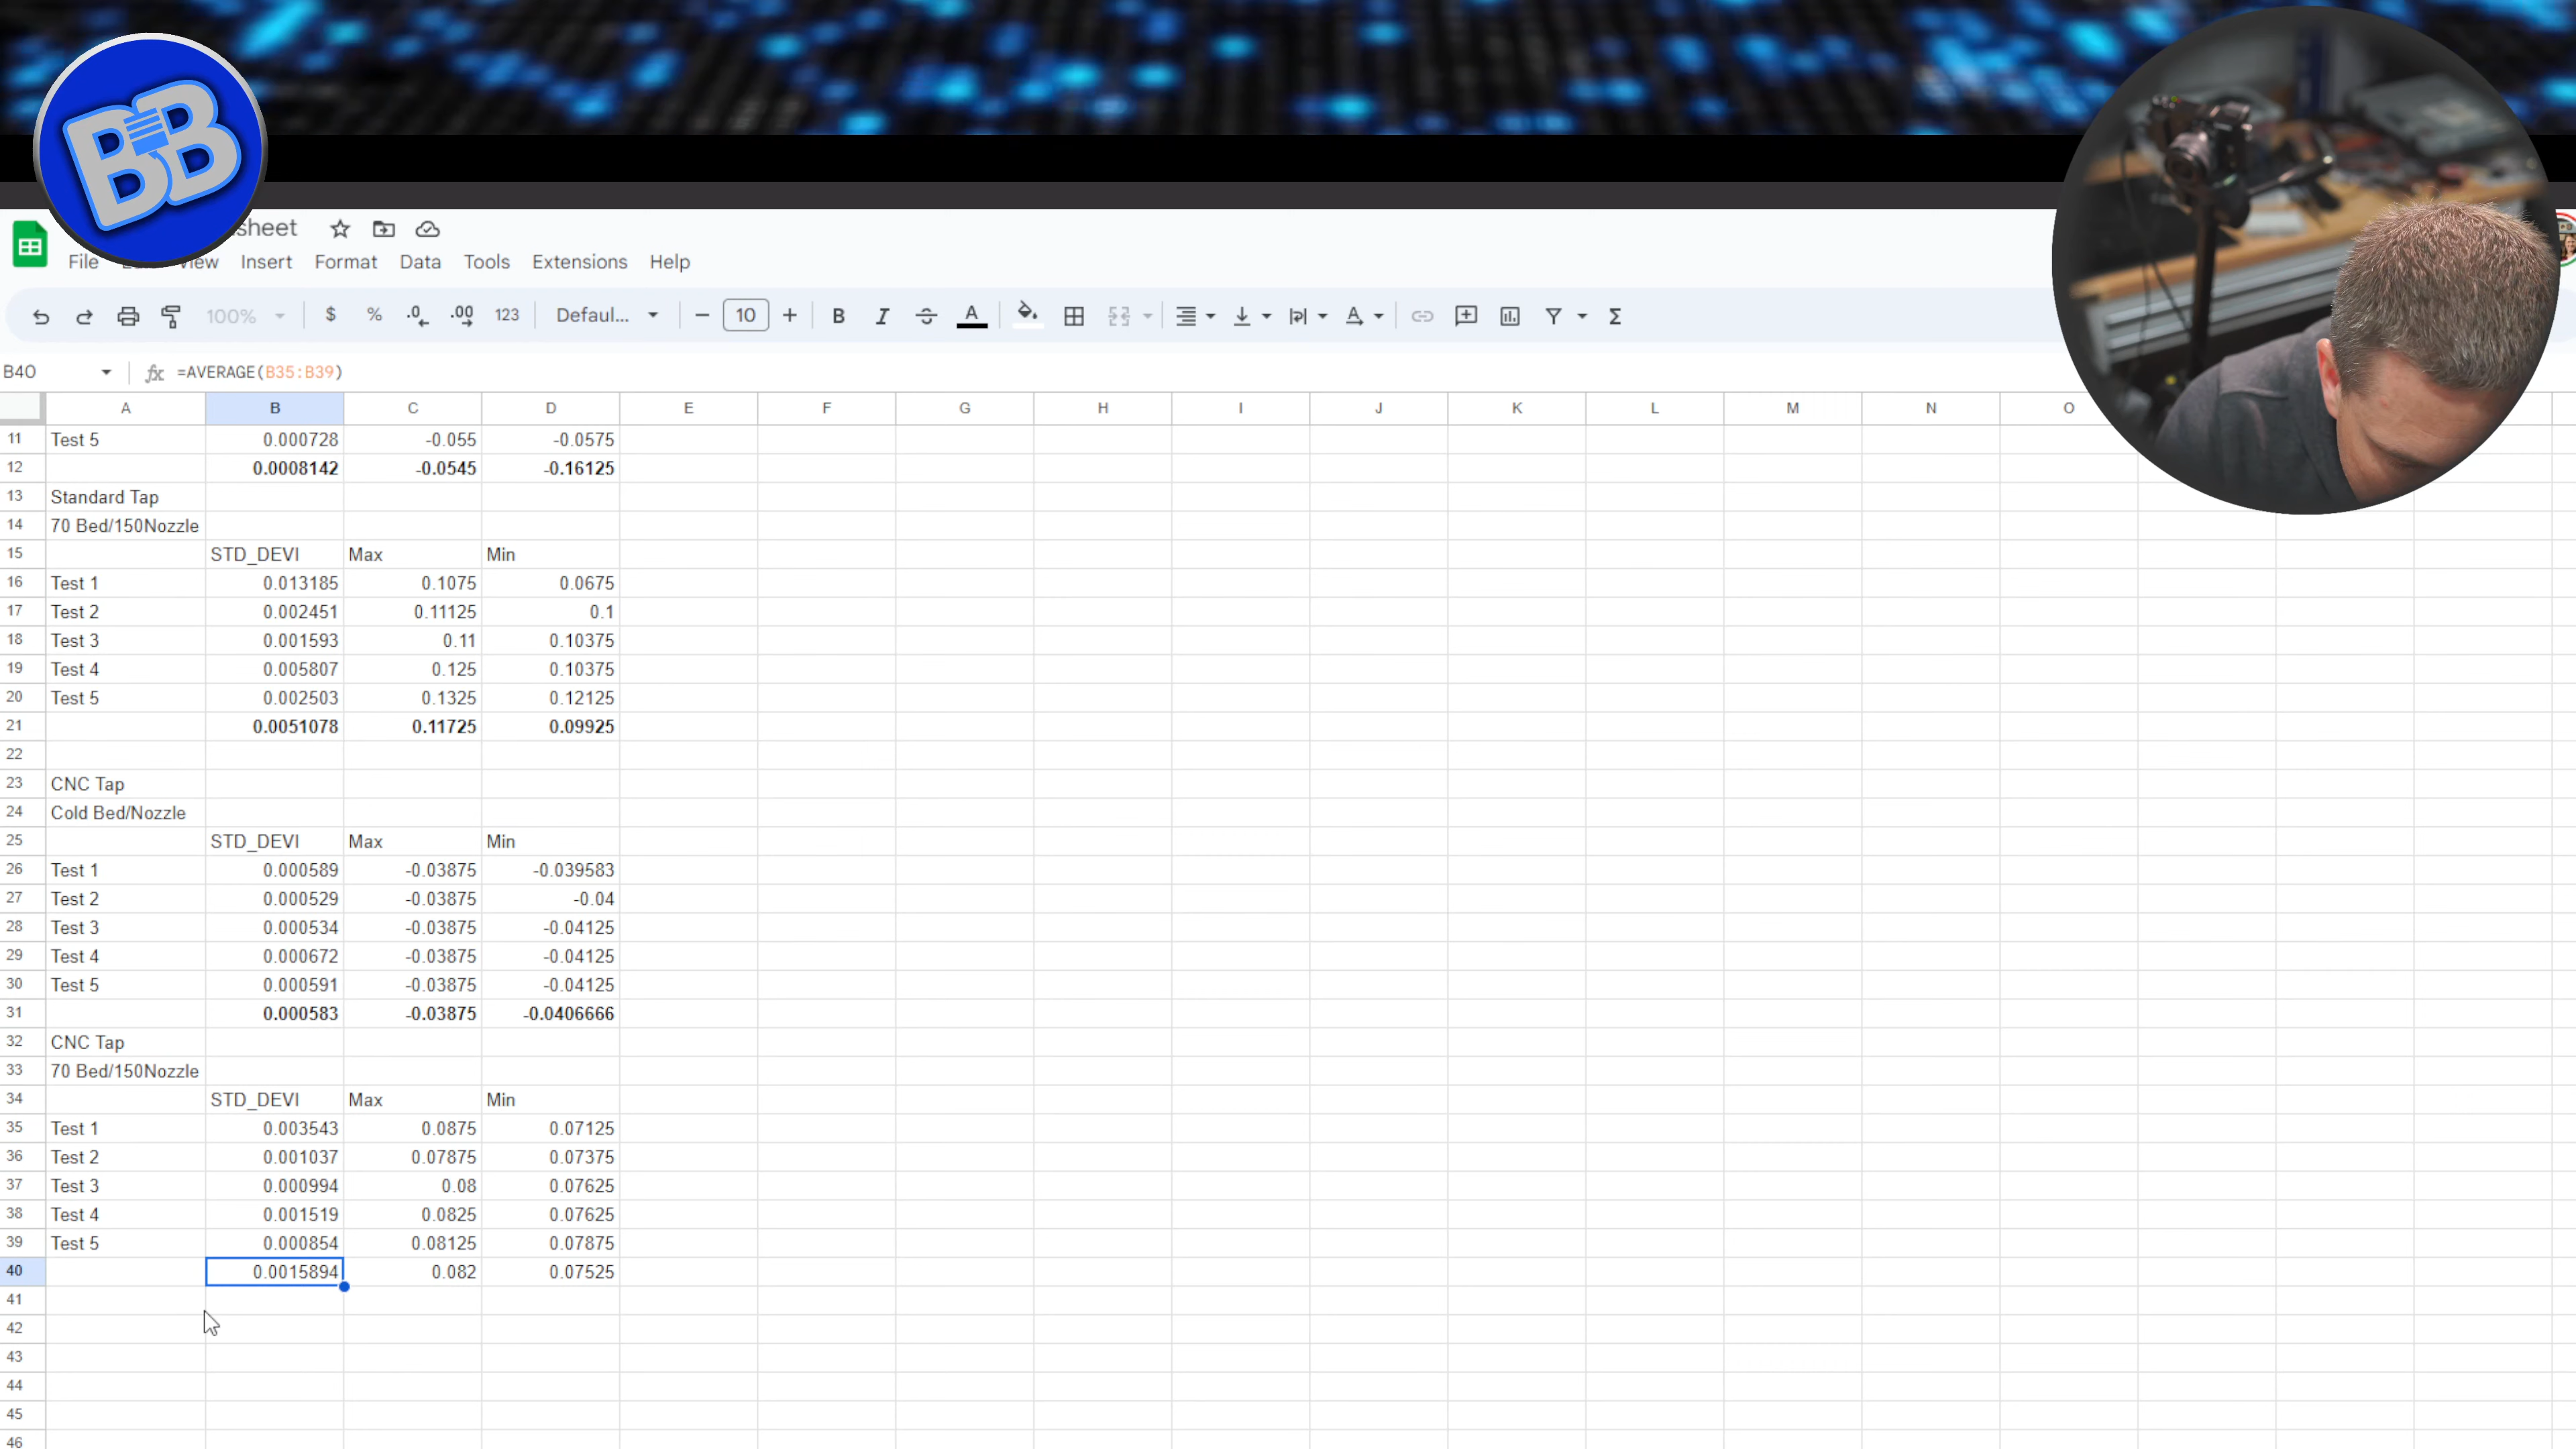 BB
sheet
File View Insert Format Data Tools Extensions Help
100% $ % .0 .00 123 Defaul... 10 B I A
B40 fx =AVERAGE(B35:B39)
A B C D E F G H I J K L M N O
11 Test 5 0.000728 -0.055 -0.0575
12 0.0008142 -0.0545 -0.16125
13 Standard Tap
14 70 Bed/150Nozzle
15 STD_DEVI Max Min
16 Test 1 0.013185 0.1075 0.0675
17 Test 2 0.002451 0.11125 0.1
18 Test 3 0.001593 0.11 0.10375
19 Test 4 0.005807 0.125 0.10375
20 Test 5 0.002503 0.1325 0.12125
21 0.0051078 0.11725 0.09925
22
23 CNC Tap
24 Cold Bed/Nozzle
25 STD_DEVI Max Min
26 Test 1 0.000589 -0.03875 -0.039583
27 Test 2 0.000529 -0.03875 -0.04
28 Test 3 0.000534 -0.03875 -0.04125
29 Test 4 0.000672 -0.03875 -0.04125
30 Test 5 0.000591 -0.03875 -0.04125
31 0.000583 -0.03875 -0.0406666
32 CNC Tap
33 70 Bed/150Nozzle
34 STD_DEVI Max Min
35 Test 1 0.003543 0.0875 0.07125
36 Test 2 0.001037 0.07875 0.07375
37 Test 3 0.000994 0.08 0.07625
38 Test 4 0.001519 0.0825 0.07625
39 Test 5 0.000854 0.08125 0.07875
40 0.0015894 0.082 0.07525
41
42
43
44
45
46